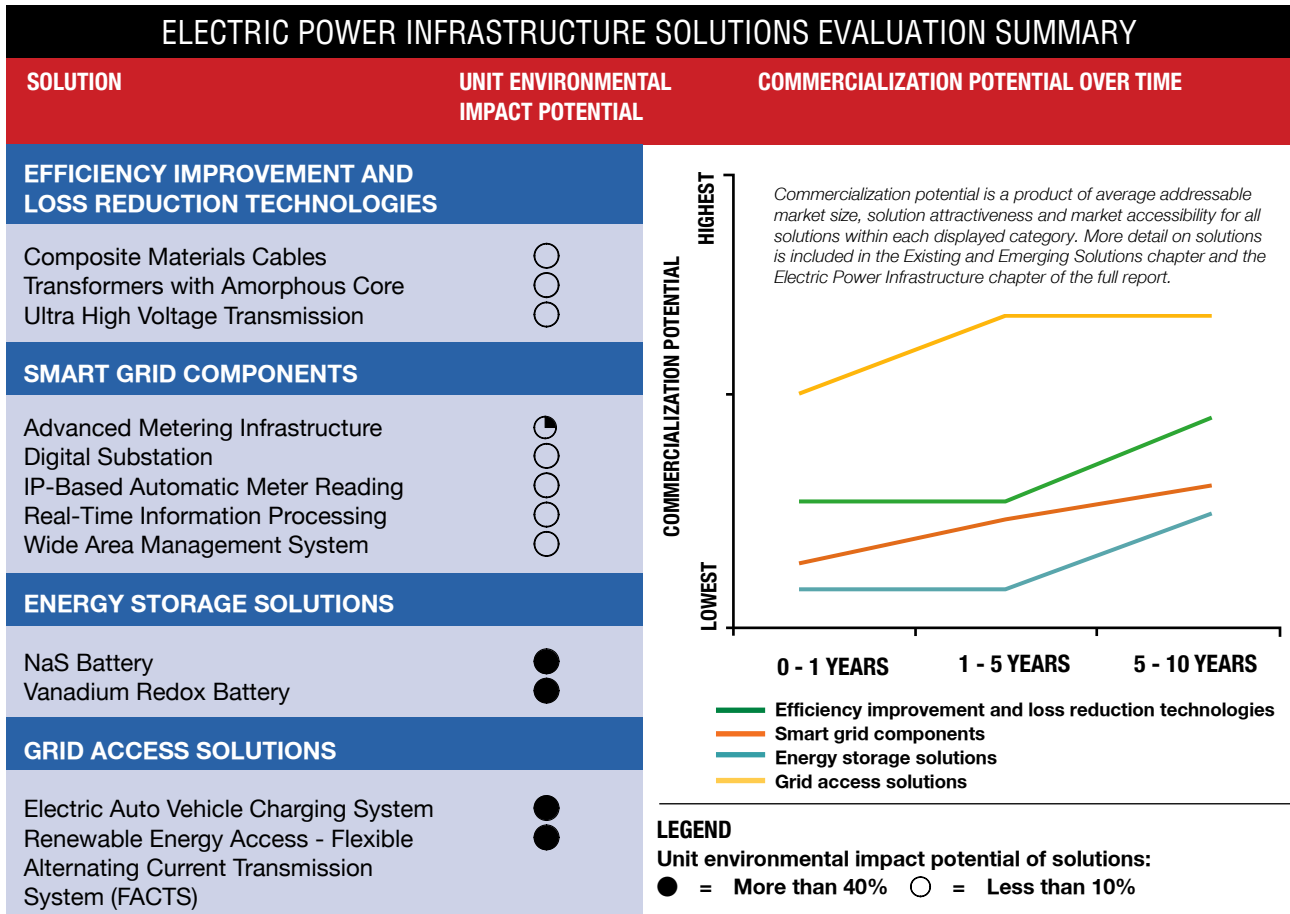 ELECTRIC POWER INFRASTRUCTURE SOLUTIONS EVALUATION SUMMARY
SOLUTION
UNIT ENVIRONMENTAL
IMPACT POTENTIAL
COMMERCIALIZATION POTENTIAL OVER TIME
EFFICIENCY IMPROVEMENT AND
LOSS REDUCTION TECHNOLOGIES
Composite Materials Cables
Transformers with Amorphous Core
Ultra High Voltage Transmission
SMART GRID COMPONENTS
Advanced Metering Infrastructure
Digital Substation
IP-Based Automatic Meter Reading
Real-Time Information Processing
Wide Area Management System
ENERGY STORAGE SOLUTIONS
NaS Battery
Vanadium Redox Battery
GRID ACCESS SOLUTIONS
Electric Auto Vehicle Charging System
Renewable Energy Access - Flexible
Alternating Current Transmission
System (FACTS)
COMMERCIALIZATION POTENTIAL
HIGHEST
LOWEST
Commercialization potential is a product of average addressable
market size, solution attractiveness and market accessibility for all
solutions within each displayed category. More detail on solutions
is included in the Existing and Emerging Solutions chapter and the
Electric Power Infrastructure chapter of the full report.
0 - 1 YEARS
1 - 5 YEARS
5 - 10 YEARS
Efficiency improvement and loss reduction technologies
Smart grid components
Energy storage solutions
Grid access solutions
LEGEND
Unit environmental impact potential of solutions:
= More than 40% = Less than 10%